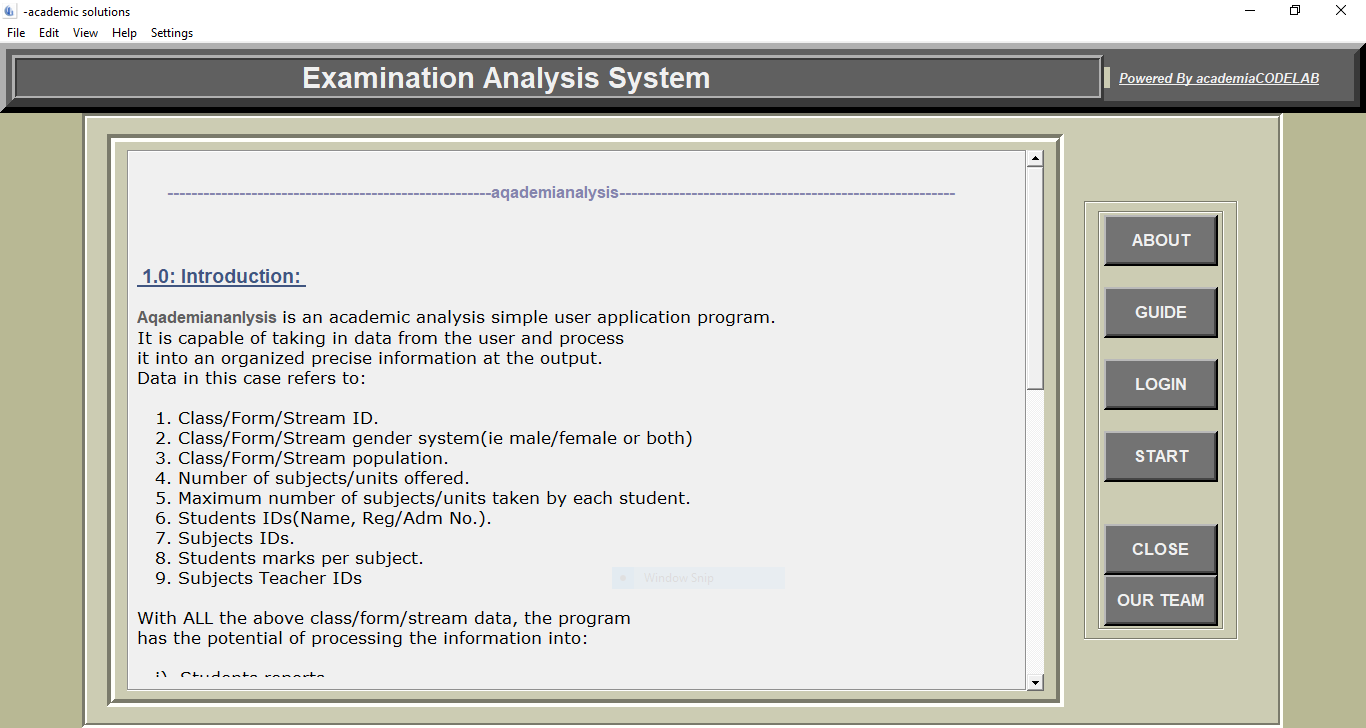 -academic solutions
File Edit View Help Settings
Examination Analysis System
Powered By academiaCODELAB
------------------------------------------------------aqademianalysis--------------------------------------------------------
1.0: Introduction:
Aqademiananlysis is an academic analysis simple user application program.
It is capable of taking in data from the user and process
it into an organized precise information at the output.
Data in this case refers to:
1. Class/Form/Stream ID.
2. Class/Form/Stream gender system(ie male/female or both)
3. Class/Form/Stream population.
4. Number of subjects/units offered.
5. Maximum number of subjects/units taken by each student.
6. Students IDs(Name, Reg/Adm No.).
7. Subjects IDs.
8. Students marks per subject.
9. Subjects Teacher IDs
Window Snip
With ALL the above class/form/stream data, the program
has the potential of processing the information into:
i) Students reports
ABOUT
GUIDE
LOGIN
START
CLOSE
OUR TEAM